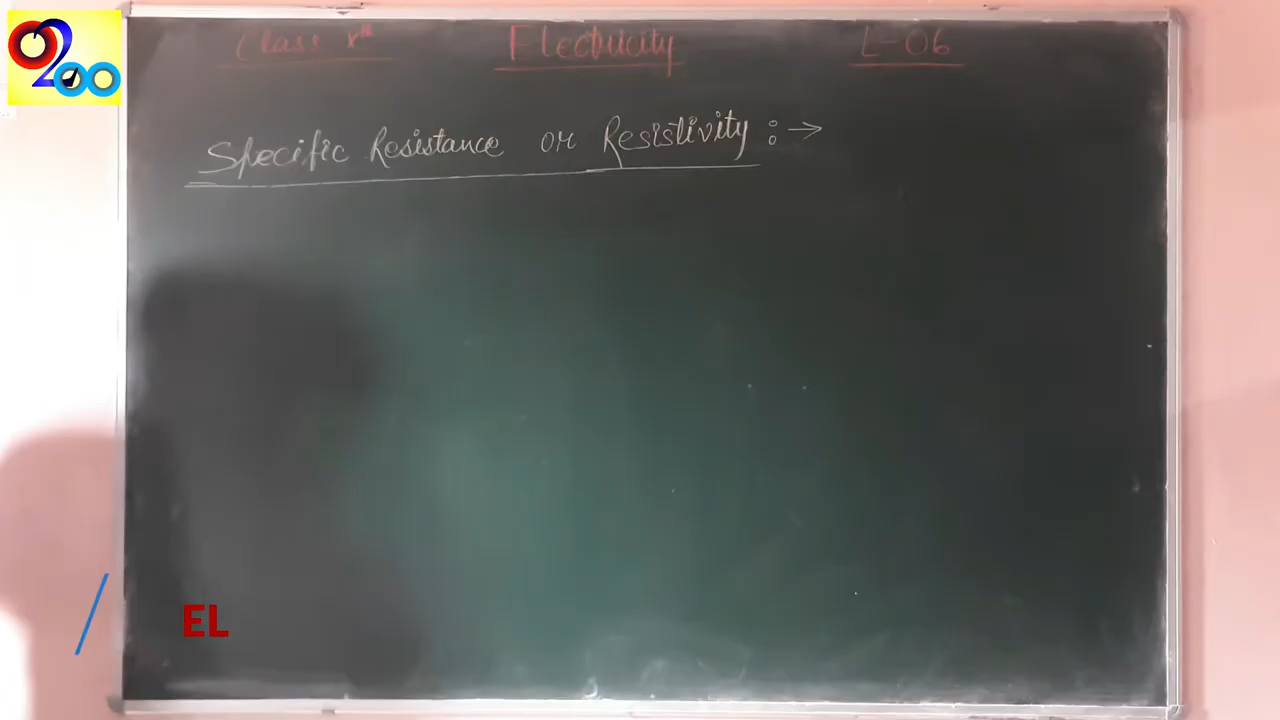 Class Xth Electricity L-06
Specific Resistance or Resistivity :→
EL